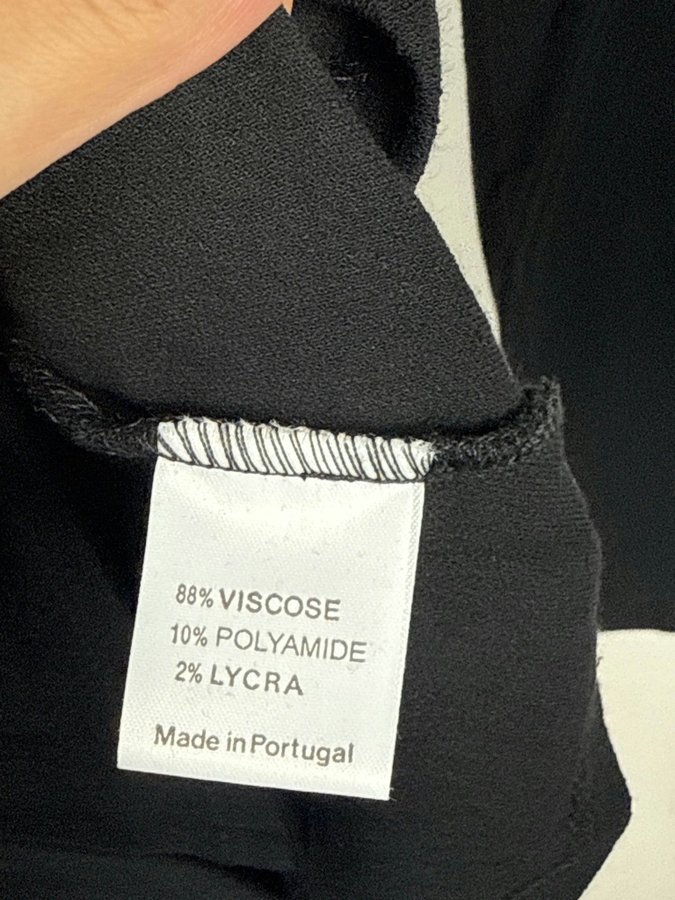 88% VISCOSE
10% POLYAMIDE
2% LYCRA
Made in Portugal